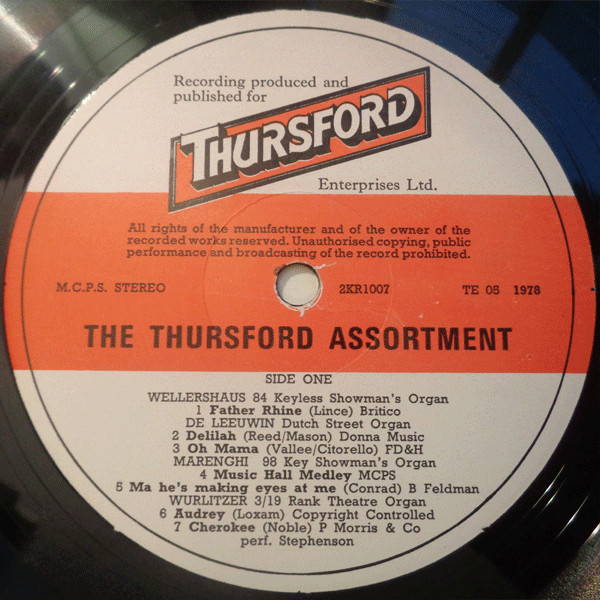 Recording produced and
published for
THURSFORD
Enterprises Ltd.
All rights of the manufacturer and of the owner of the
recorded works reserved. Unauthorised copying, public
performance and broadcasting of the record prohibited.
M.C.P.S. STEREO 2KR1007 TE 05 1978
THE THURSFORD ASSORTMENT
SIDE ONE
WELLERSHAUS 84 Keyless Showman's Organ
1 Father Rhine (Lince) Britico
DE LEEUWIN Dutch Street Organ
2 Delilah (Reed/Mason) Donna Music
3 Oh Mama (Vallee/Citorello) FD&H
MARENGHI 98 Key Showman's Organ
4 Music Hall Medley MCPS
5 Ma he's making eyes at me (Conrad) B Feldman
WURLITZER 3/19 Rank Theatre Organ
6 Audrey (Loxam) Copyright Controlled
7 Cherokee (Noble) P Morris & Co
perf. Stephenson